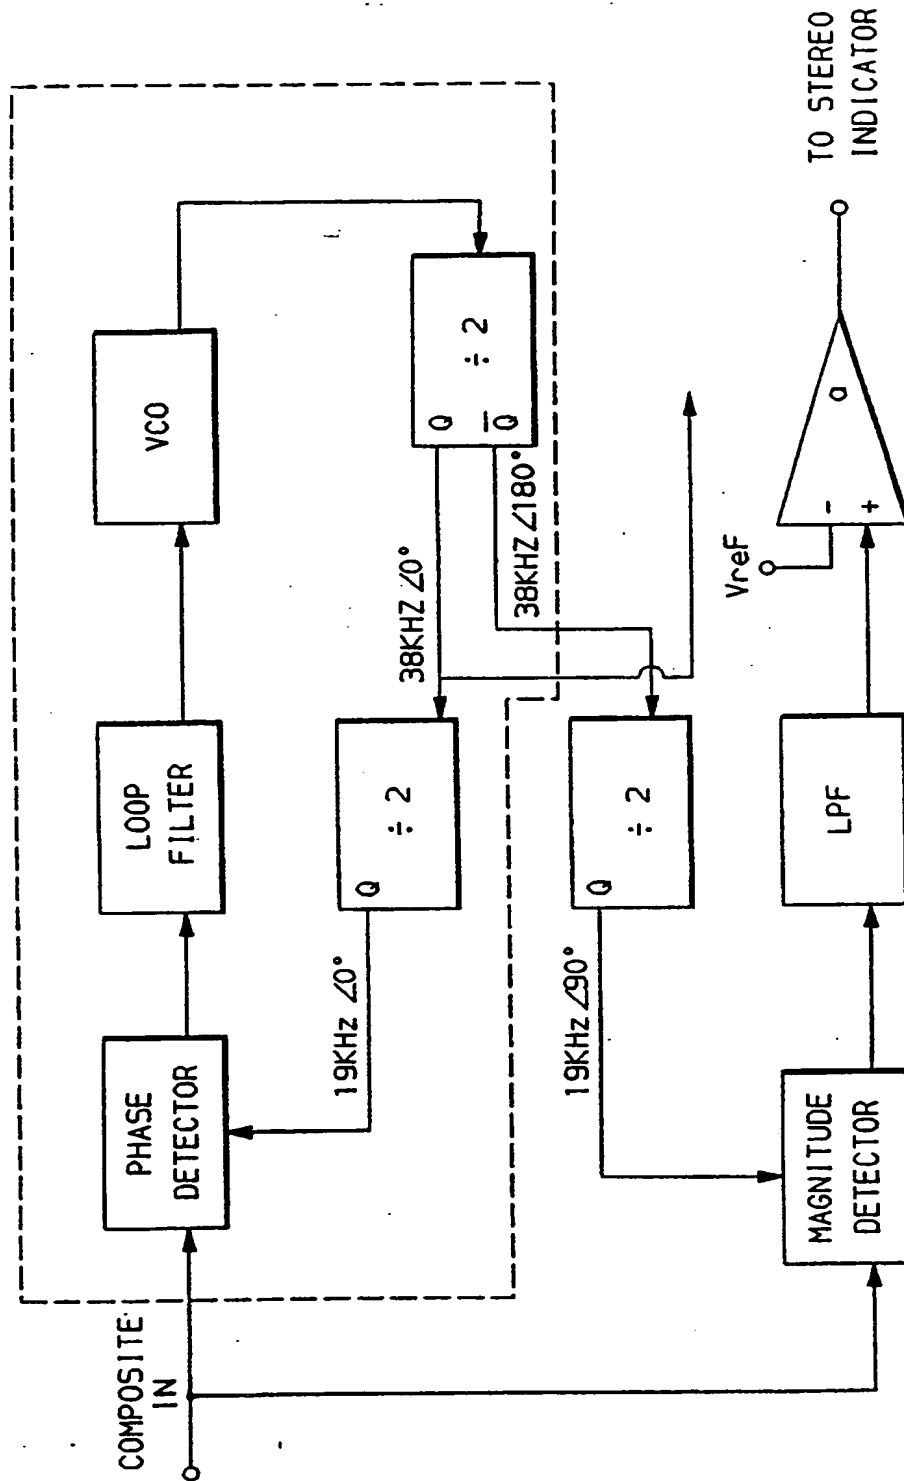 COMPOSITE
IN
PHASE
DETECTOR
LOOP
FILTER
VCO
19KHz ∠0°
Q
÷ 2
38KHZ ∠0°
Q
Q̅
÷ 2
38KHZ ∠180°
19KHz ∠90°
Q
÷ 2
MAGNITUDE
DETECTOR
LPF
Vref
-
+
a
TO STEREO
INDICATOR